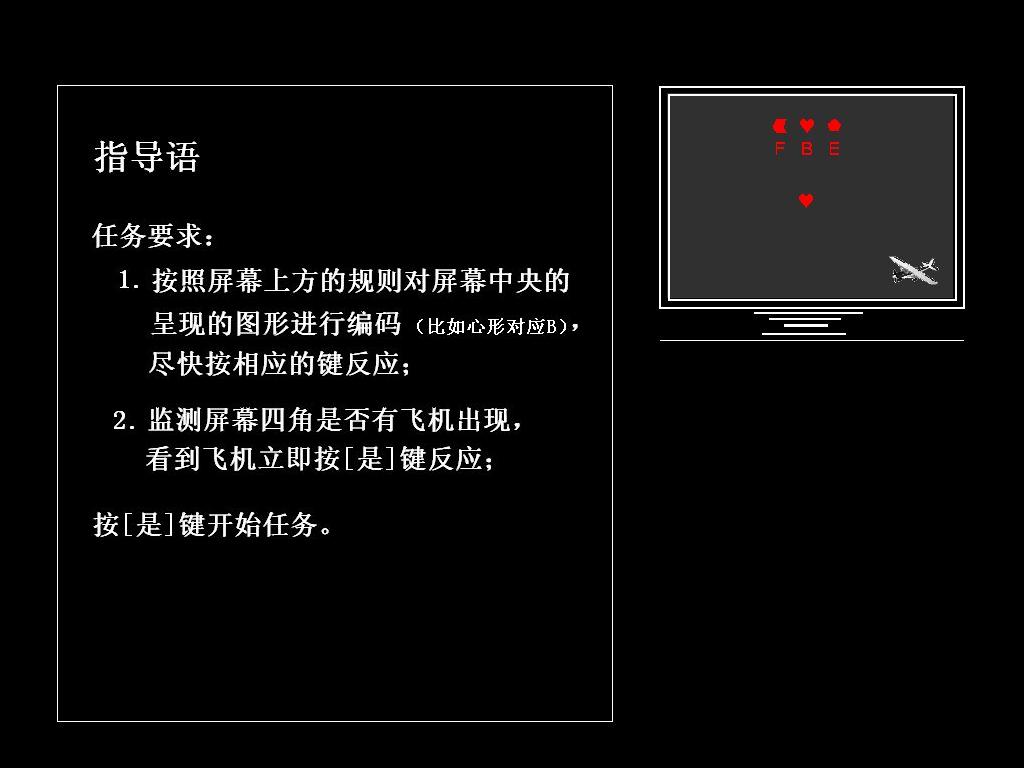 指导语
任务要求：
1. 按照屏幕上方的规则对屏幕中央的
呈现的图形进行编码（比如心形对应B），
尽快按相应的键反应；
2. 监测屏幕四角是否有飞机出现，
看到飞机立即按[是]键反应；
按[是]键开始任务。
F B E